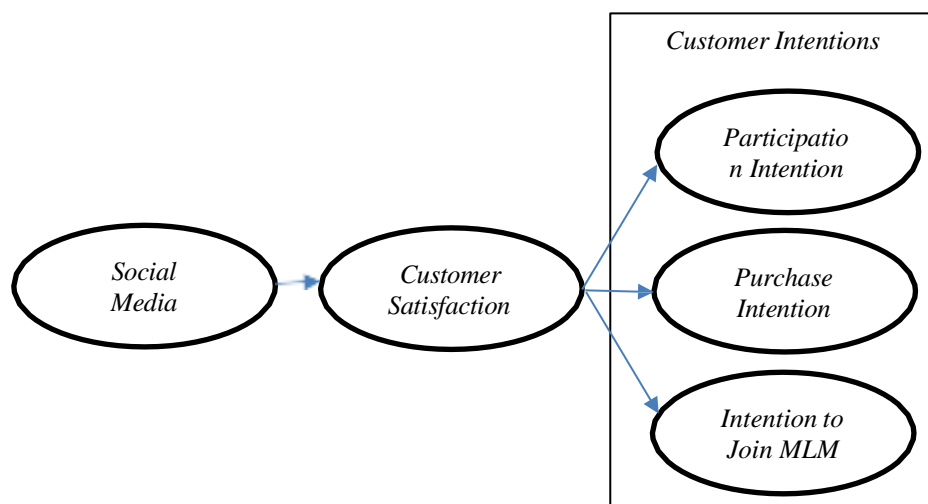 Customer Intentions
Participatio
n Intention
Social
Media
Customer
Satisfaction
Purchase
Intention
Intention to
Join MLM